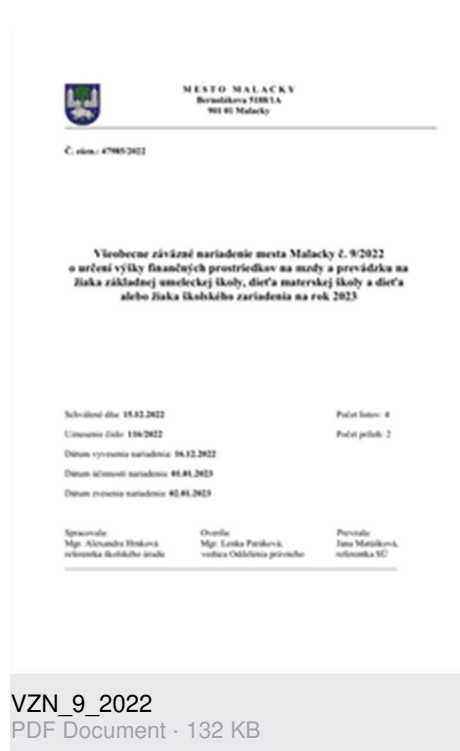 MESTO MALACKY
Bernolákova 5188/1A
901 01 Malacky
Č. zázn.: 47985/2022
Všeobecne záväzné nariadenie mesta Malacky č. 9/2022
o určení výšky finančných prostriedkov na mzdy a prevádzku na
žiaka základnej umeleckej školy, dieťa materskej školy a dieťa
alebo žiaka školského zariadenia na rok 2023
Schválené dňa: 15.12.2022
Počet listov: 4
Uznesenie číslo: 116/2022
Počet príloh: 2
Dátum vyvesenia nariadenia: 16.12.2022
Dátum účinnosti nariadenia: 01.01.2023
Dátum zvesenia nariadenia: 02.01.2023
Spracovala:
Mgr. Alexandra
referentka školského úradu
Overila:
Mgr. Lenka
vedúca Oddelenia právneho
Prevzala:
Jana
referentka SÚ
VZN_9_2022
PDF Document · 132 KB